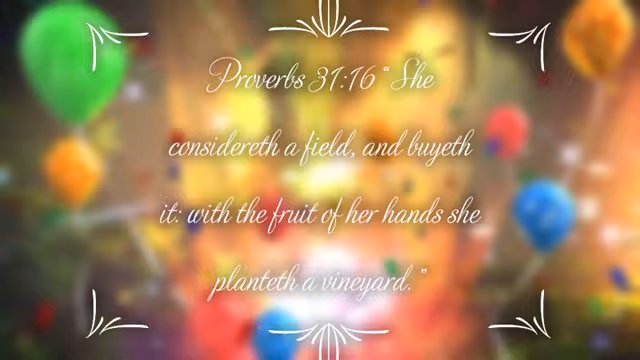 Proverbs 31:16 “She
considereth a field, and buyeth
it: with the fruit of her hands she
planteth a vineyard.”